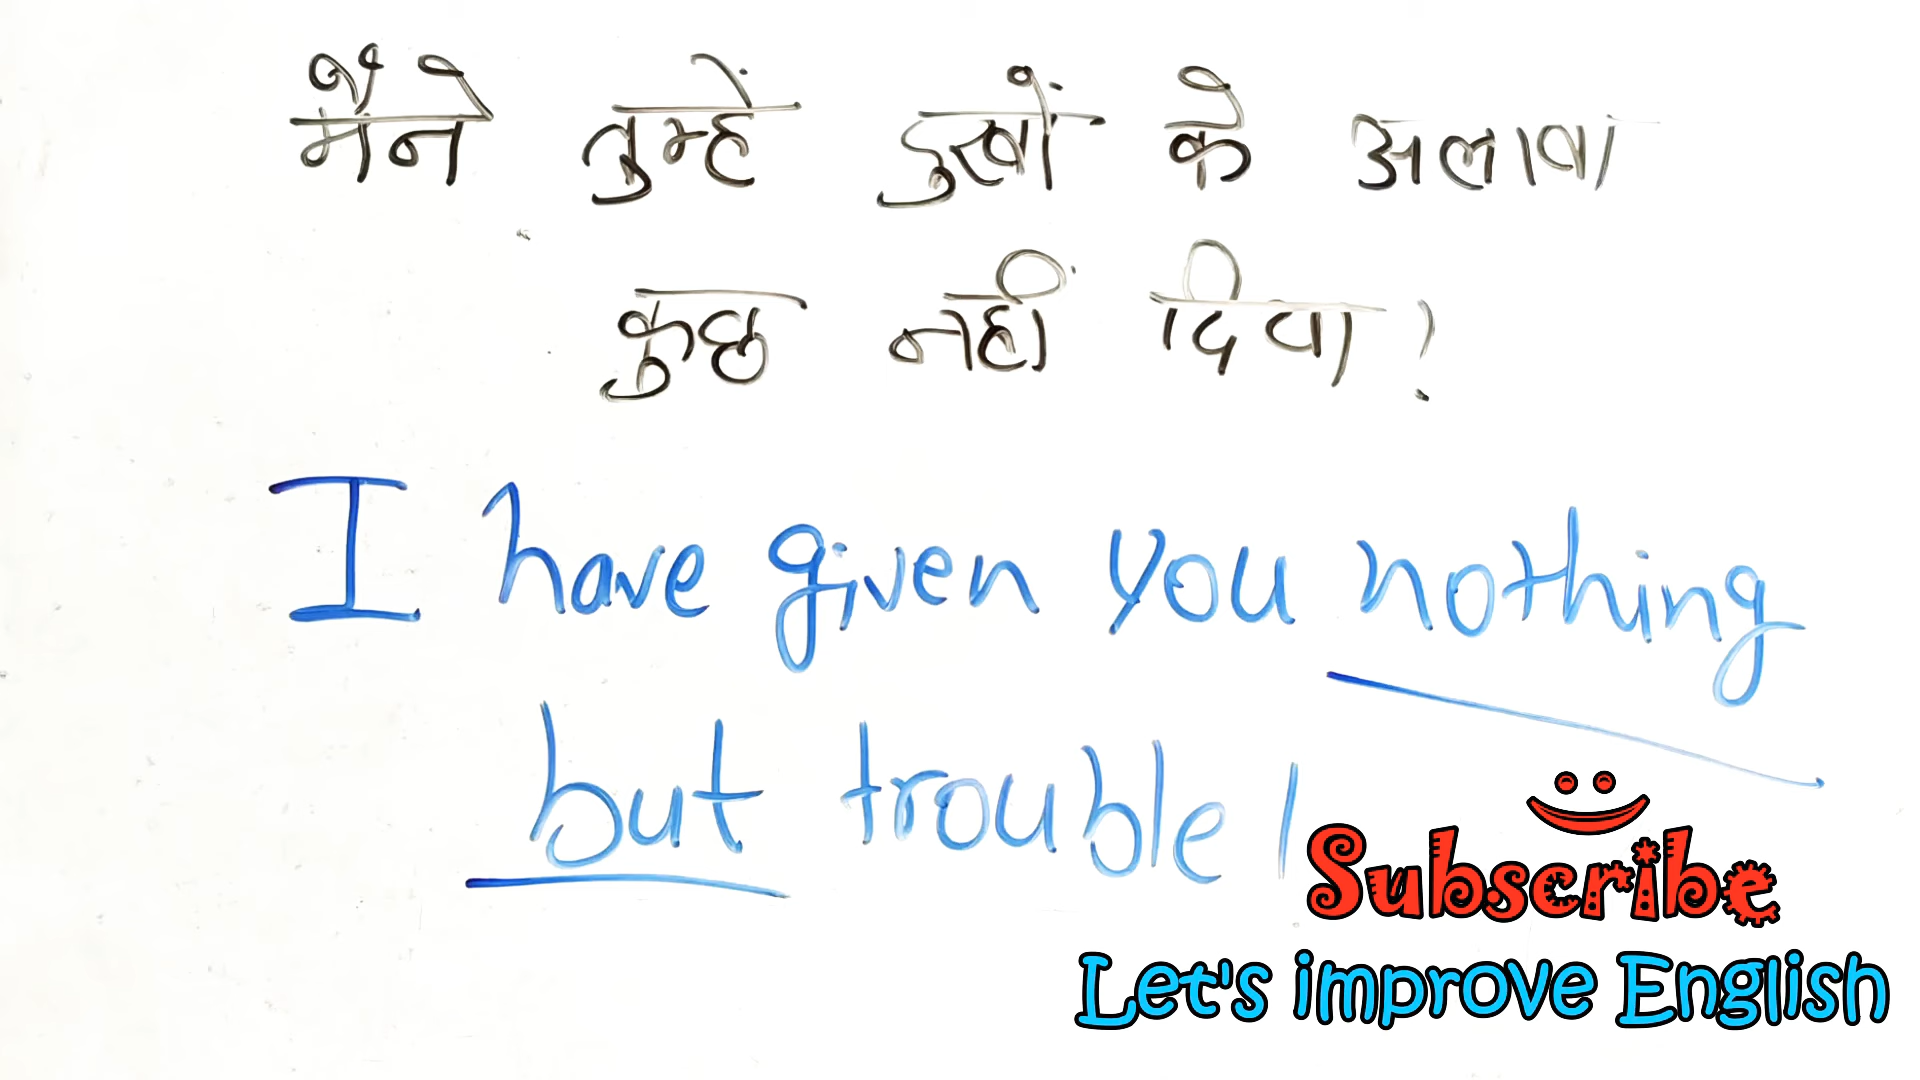 मैंने तुम्हें दुखों के अलावा
कुछ नहीं दिया?
I have given you nothing
but trouble!
Subscribe
Let's improve English